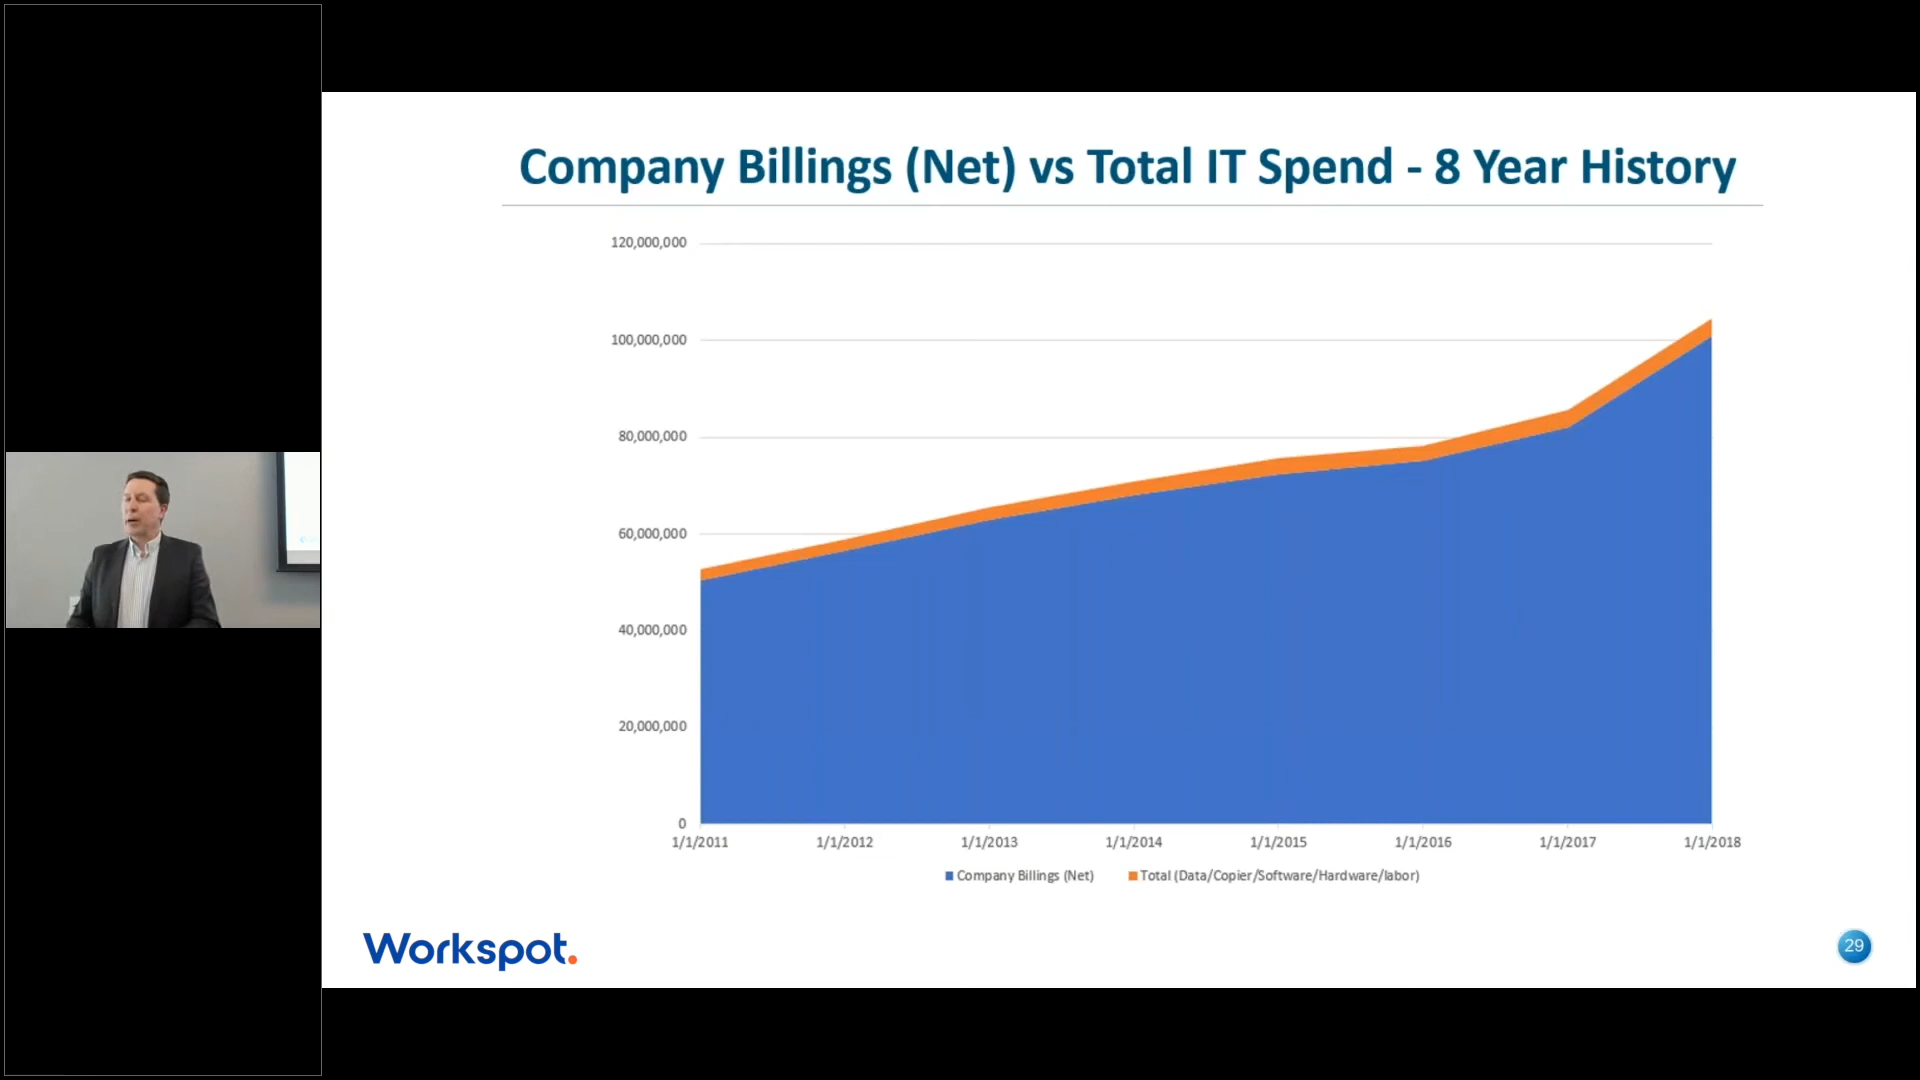 Company Billings (Net) vs Total IT Spend - 8 Year History
120,000,000
100,000,000
80,000,000
60,000,000
40,000,000
20,000,000
0
1/1/2011 1/1/2012 1/1/2013 1/1/2014 1/1/2015 1/1/2016 1/1/2017 1/1/2018
Company Billings (Net) Total (Data/Copier/Software/Hardware/labor)
Workspot.
29